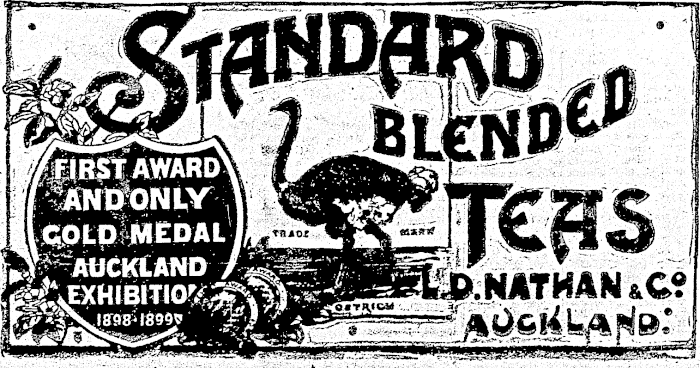 STANDARD
BLENDED
TEAS
FIRST AWARD
AND ONLY
GOLD MEDAL
AUCKLAND
EXHIBITION
1898-1899
TRADE MARK
OSTRICH
L.D. NATHAN & Co
AUCKLAND.